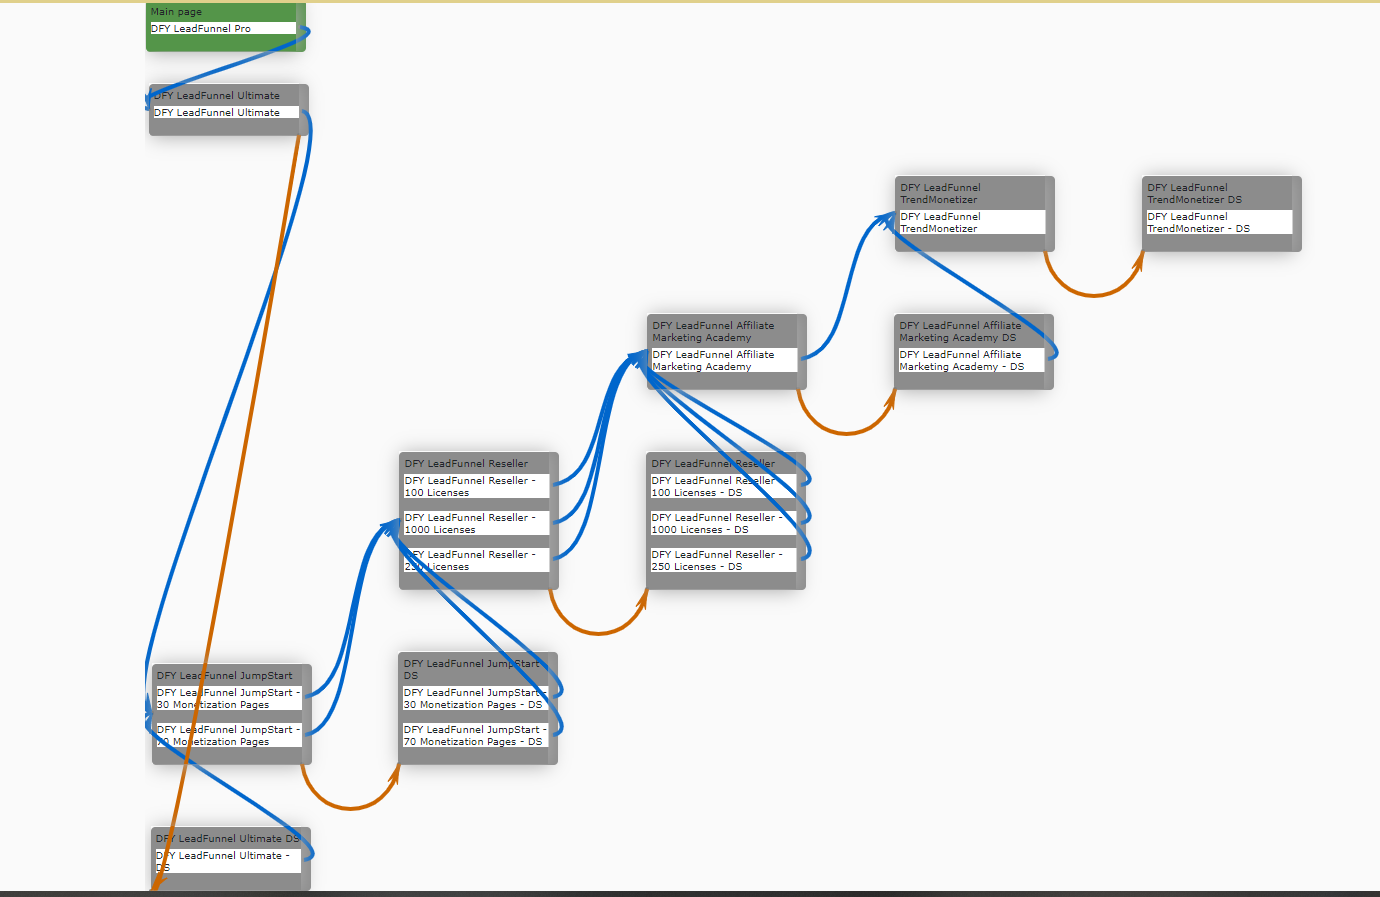 Main page
DFY LeadFunnel Pro
DFY LeadFunnel Ultimate
DFY LeadFunnel Ultimate
DFY LeadFunnel
TrendMonetizer
DFY LeadFunnel
TrendMonetizer
DFY LeadFunnel
TrendMonetizer DS
DFY LeadFunnel
TrendMonetizer - DS
DFY LeadFunnel Affiliate
Marketing Academy
DFY LeadFunnel Affiliate
Marketing Academy
DFY LeadFunnel Affiliate
Marketing Academy DS
DFY LeadFunnel Affiliate
Marketing Academy - DS
DFY LeadFunnel Reseller
DFY LeadFunnel Reseller -
100 Licenses
DFY LeadFunnel Reseller -
1000 Licenses
DFY LeadFunnel Reseller -
250 Licenses
DFY LeadFunnel Reseller
DFY LeadFunnel Reseller -
100 Licenses - DS
DFY LeadFunnel Reseller -
1000 Licenses - DS
DFY LeadFunnel Reseller -
250 Licenses - DS
DFY LeadFunnel JumpStart
DFY LeadFunnel JumpStart -
30 Monetization Pages
DFY LeadFunnel JumpStart -
70 Monetization Pages
DFY LeadFunnel JumpStart
DS
DFY LeadFunnel JumpStart -
30 Monetization Pages - DS
DFY LeadFunnel JumpStart -
70 Monetization Pages - DS
DFY LeadFunnel Ultimate DS
DFY LeadFunnel Ultimate -
DS